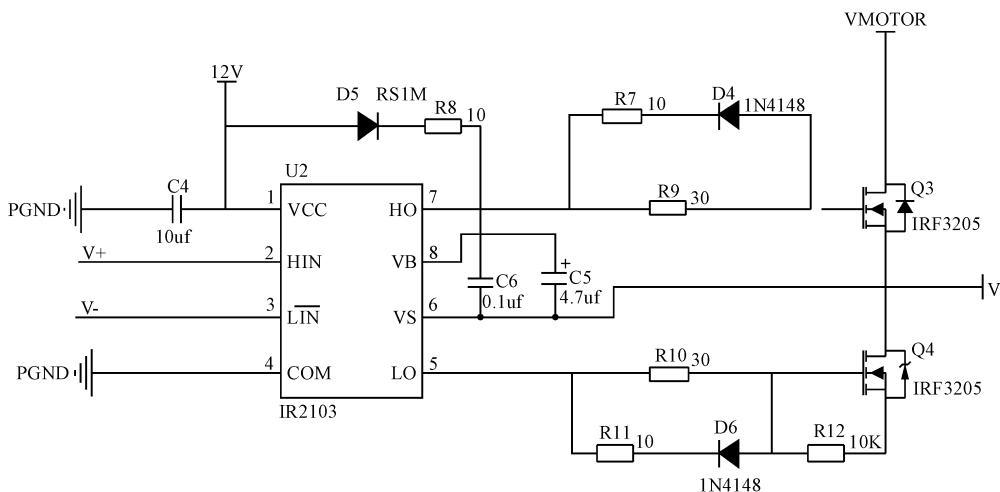 VMOTOR
12V
D5 RS1M
R8 10
R7 10
D4 1N4148
U2
C4
10uf
PGND
1 VCC
HO 7
R9 30
Q3
IRF3205
V+
2 HIN
VB 8
C6
0.1uf
+
C5
4.7uf
V-
3 LIN
VS 6
V
PGND
4 COM
LO 5
R10 30
Q4
IRF3205
IR2103
R11 10
D6
1N4148
R12 10K